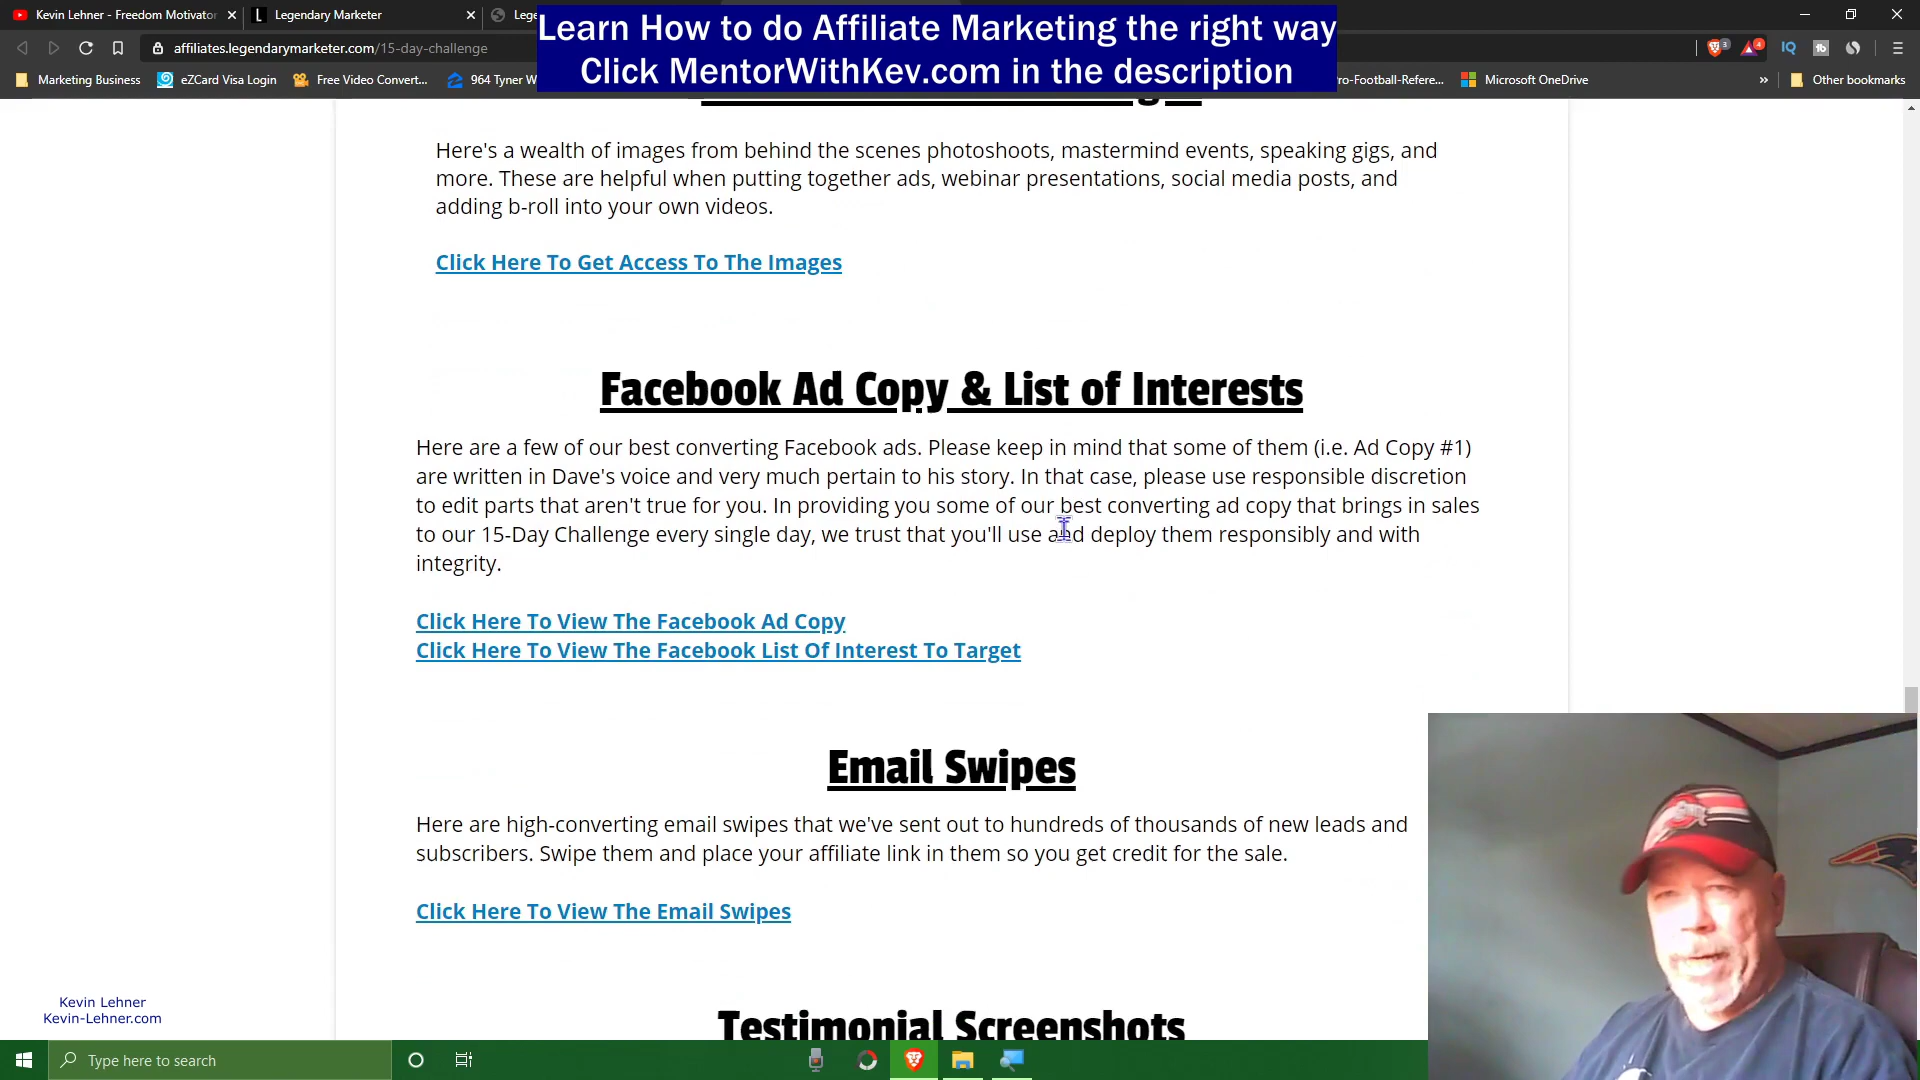 Kevin Lehner - Freedom Motivator
Legendary Marketer
Lege
affiliates.legendarymarketer.com/15-day-challenge
Learn How to do Affiliate Marketing the right way
Click MentorWithKev.com in the description
Marketing Business
eZCard Visa Login
Free Video Convert...
964 Tyner W
ro-Football-Refere...
Microsoft OneDrive
»
Other bookmarks
3
4
IQ
tb
Here's a wealth of images from behind the scenes photoshoots, mastermind events, speaking gigs, and
more. These are helpful when putting together ads, webinar presentations, social media posts, and
adding b-roll into your own videos.
Click Here To Get Access To The Images
Facebook Ad Copy & List of Interests
Here are a few of our best converting Facebook ads. Please keep in mind that some of them (i.e. Ad Copy #1)
are written in Dave's voice and very much pertain to his story. In that case, please use responsible discretion
to edit parts that aren't true for you. In providing you some of our best converting ad copy that brings in sales
to our 15-Day Challenge every single day, we trust that you'll use and deploy them responsibly and with
integrity.
Click Here To View The Facebook Ad Copy
Click Here To View The Facebook List Of Interest To Target
Email Swipes
Here are high-converting email swipes that we've sent out to hundreds of thousands of new leads and
subscribers. Swipe them and place your affiliate link in them so you get credit for the sale.
Click Here To View The Email Swipes
Testimonial Screenshots
Kevin Lehner
Kevin-Lehner.com
Type here to search